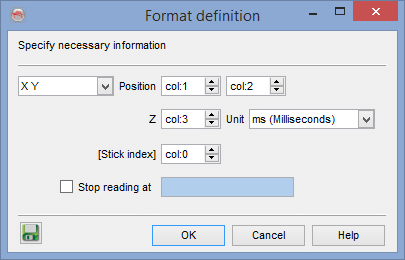 Format definition
Specify necessary information
X Y Position col:1 col:2
Z col:3 Unit ms (Milliseconds)
[Stick index] col:0
Stop reading at
OK Cancel Help